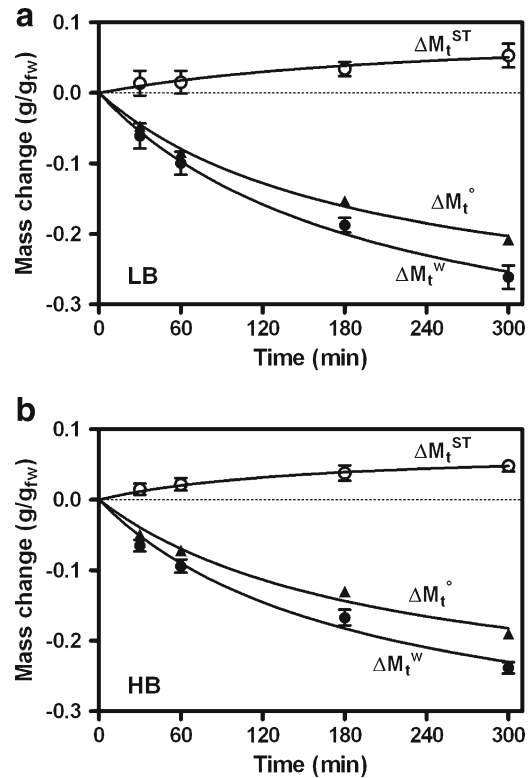 a
0.1
0.0
-0.1
-0.2
-0.3
Mass change (g/gfw)
ΔMtST
ΔMt°
ΔMtW
LB
0 60 120 180 240 300
Time (min)
b
0.1
0.0
-0.1
-0.2
-0.3
Mass change (g/gfw)
ΔMtST
ΔMt°
ΔMtW
HB
0 60 120 180 240 300
Time (min)